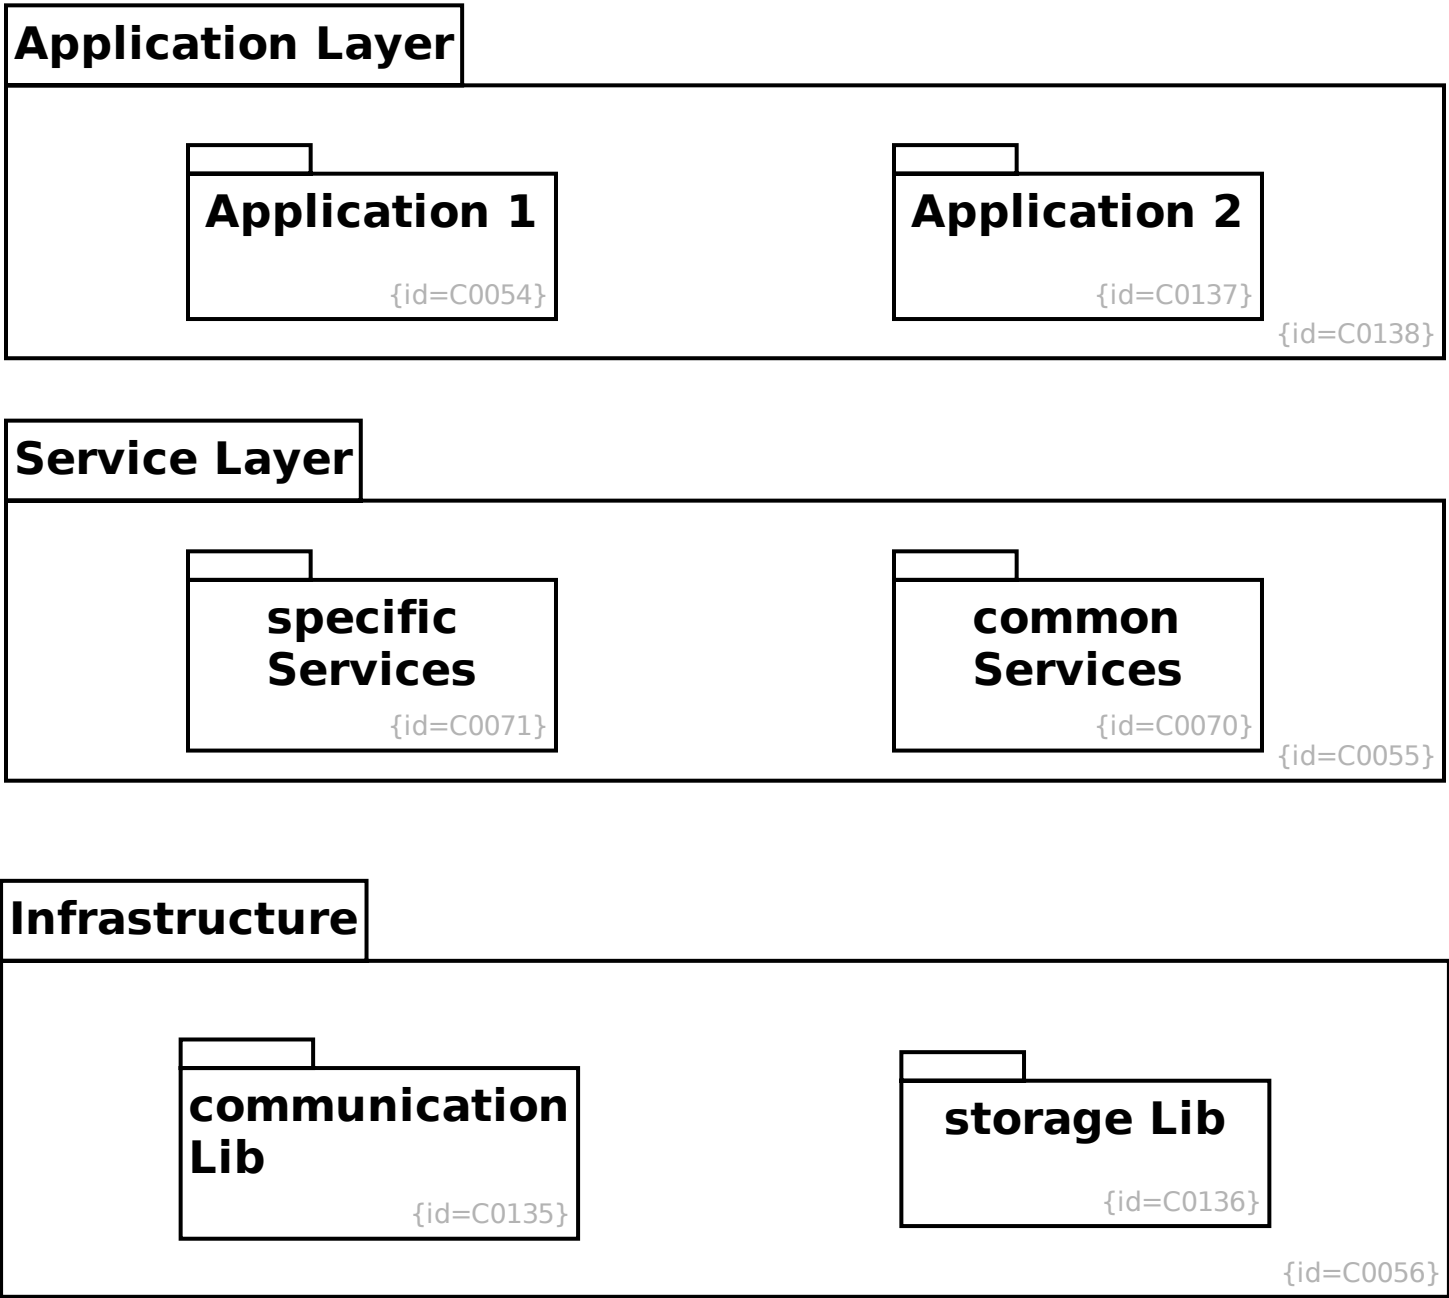 Application Layer
Application 1
{id=C0054}
Application 2
{id=C0137}
{id=C0138}
Service Layer
specific
Services
{id=C0071}
common
Services
{id=C0070}
{id=C0055}
Infrastructure
communication
Lib
{id=C0135}
storage Lib
{id=C0136}
{id=C0056}